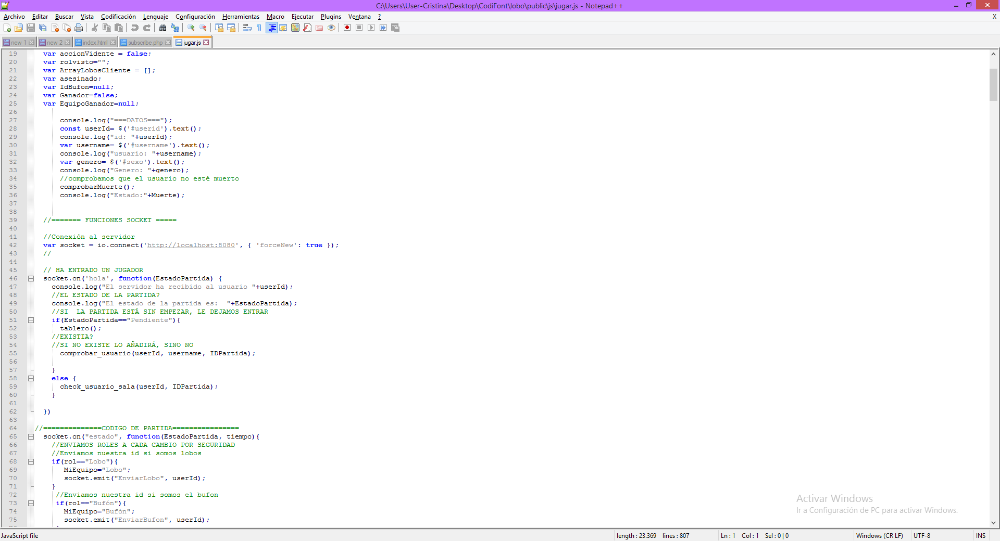 C:\Users\User-Cristina\Desktop\CodiFont\lobo\public\js\jugar.js - Notepad++
Archivo Editar Buscar Vista Codificación Lenguaje Configuración Herramientas Macro Ejecutar Plugins Ventana ? X
new 1 new 2 index.html subscribe.php jugar.js
19 var accionVidente = false;
20 var rolvisto="";
21 var ArrayLobosCliente = [];
22 var asesinado;
23 var IdBufon=null;
24 var Ganador=false;
25 var EquipoGanador=null;
26
27 console.log("===DATOS===");
28 const userId= $('#userid').text();
29 console.log("id: "+userId);
30 var username= $('#username').text();
31 console.log("usuario: "+username);
32 var genero= $('#sexo').text();
33 console.log("Genero: "+genero);
34 //comprobamos que el usuario no esté muerto
35 comprobarMuerte();
36 console.log("Estado:"+Muerte);
37
38
39 //======= FUNCIONES SOCKET =====
40
41 //Conexión al servidor
42 var socket = io.connect('http://localhost:8080', { 'forceNew': true });
43 //
44
45 // HA ENTRADO UN JUGADOR
46 socket.on('hola', function(EstadoPartida) {
47 console.log("El servidor ha recibido al usuario "+userId);
48 //EL ESTADO DE LA PARTIDA?
49 console.log("El estado de la partida es:  "+EstadoPartida);
50 //SI  LA PARTIDA ESTÁ SIN EMPEZAR, LE DEJAMOS ENTRAR
51 if(EstadoPartida=="Pendiente"){
52 tablero();
53 //EXISTIA?
54 //SI NO EXISTE LO AÑADIRÁ, SINO NO
55 comprobar_usuario(userId, username, IDPartida);
56
57 }
58 else {
59 check_usuario_sala(userId, IDPartida);
60 }
61
62 })
63
64 //==============CODIGO DE PARTIDA================
65 socket.on("estado", function(EstadoPartida, tiempo){
66 //ENVIAMOS ROLES A CADA CAMBIO POR SEGURIDAD
67 //Enviamos nuestra id si somos lobos
68 if(rol=="Lobo"){
69 MiEquipo="Lobo";
70 socket.emit("EnviarLobo", userId);
71 }
72 //Enviamos nuestra id si somos el bufon
73 if(rol=="Bufón"){
74 MiEquipo="Bufón";
75 socket.emit("EnviarBufon", userId);
Activar Windows
Ir a Configuración de PC para activar Windows.
JavaScript file length : 23.369 lines : 807 Ln : 1 Col : 1 Sel : 0 | 0 Windows (CR LF) UTF-8 INS